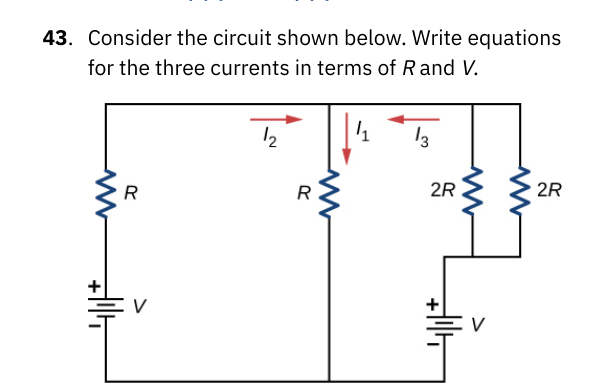 43. Consider the circuit shown below. Write equations
for the three currents in terms of R and V.
I₂
I₁
I₃
R
R
2R
2R
+
V
−
+
V
−